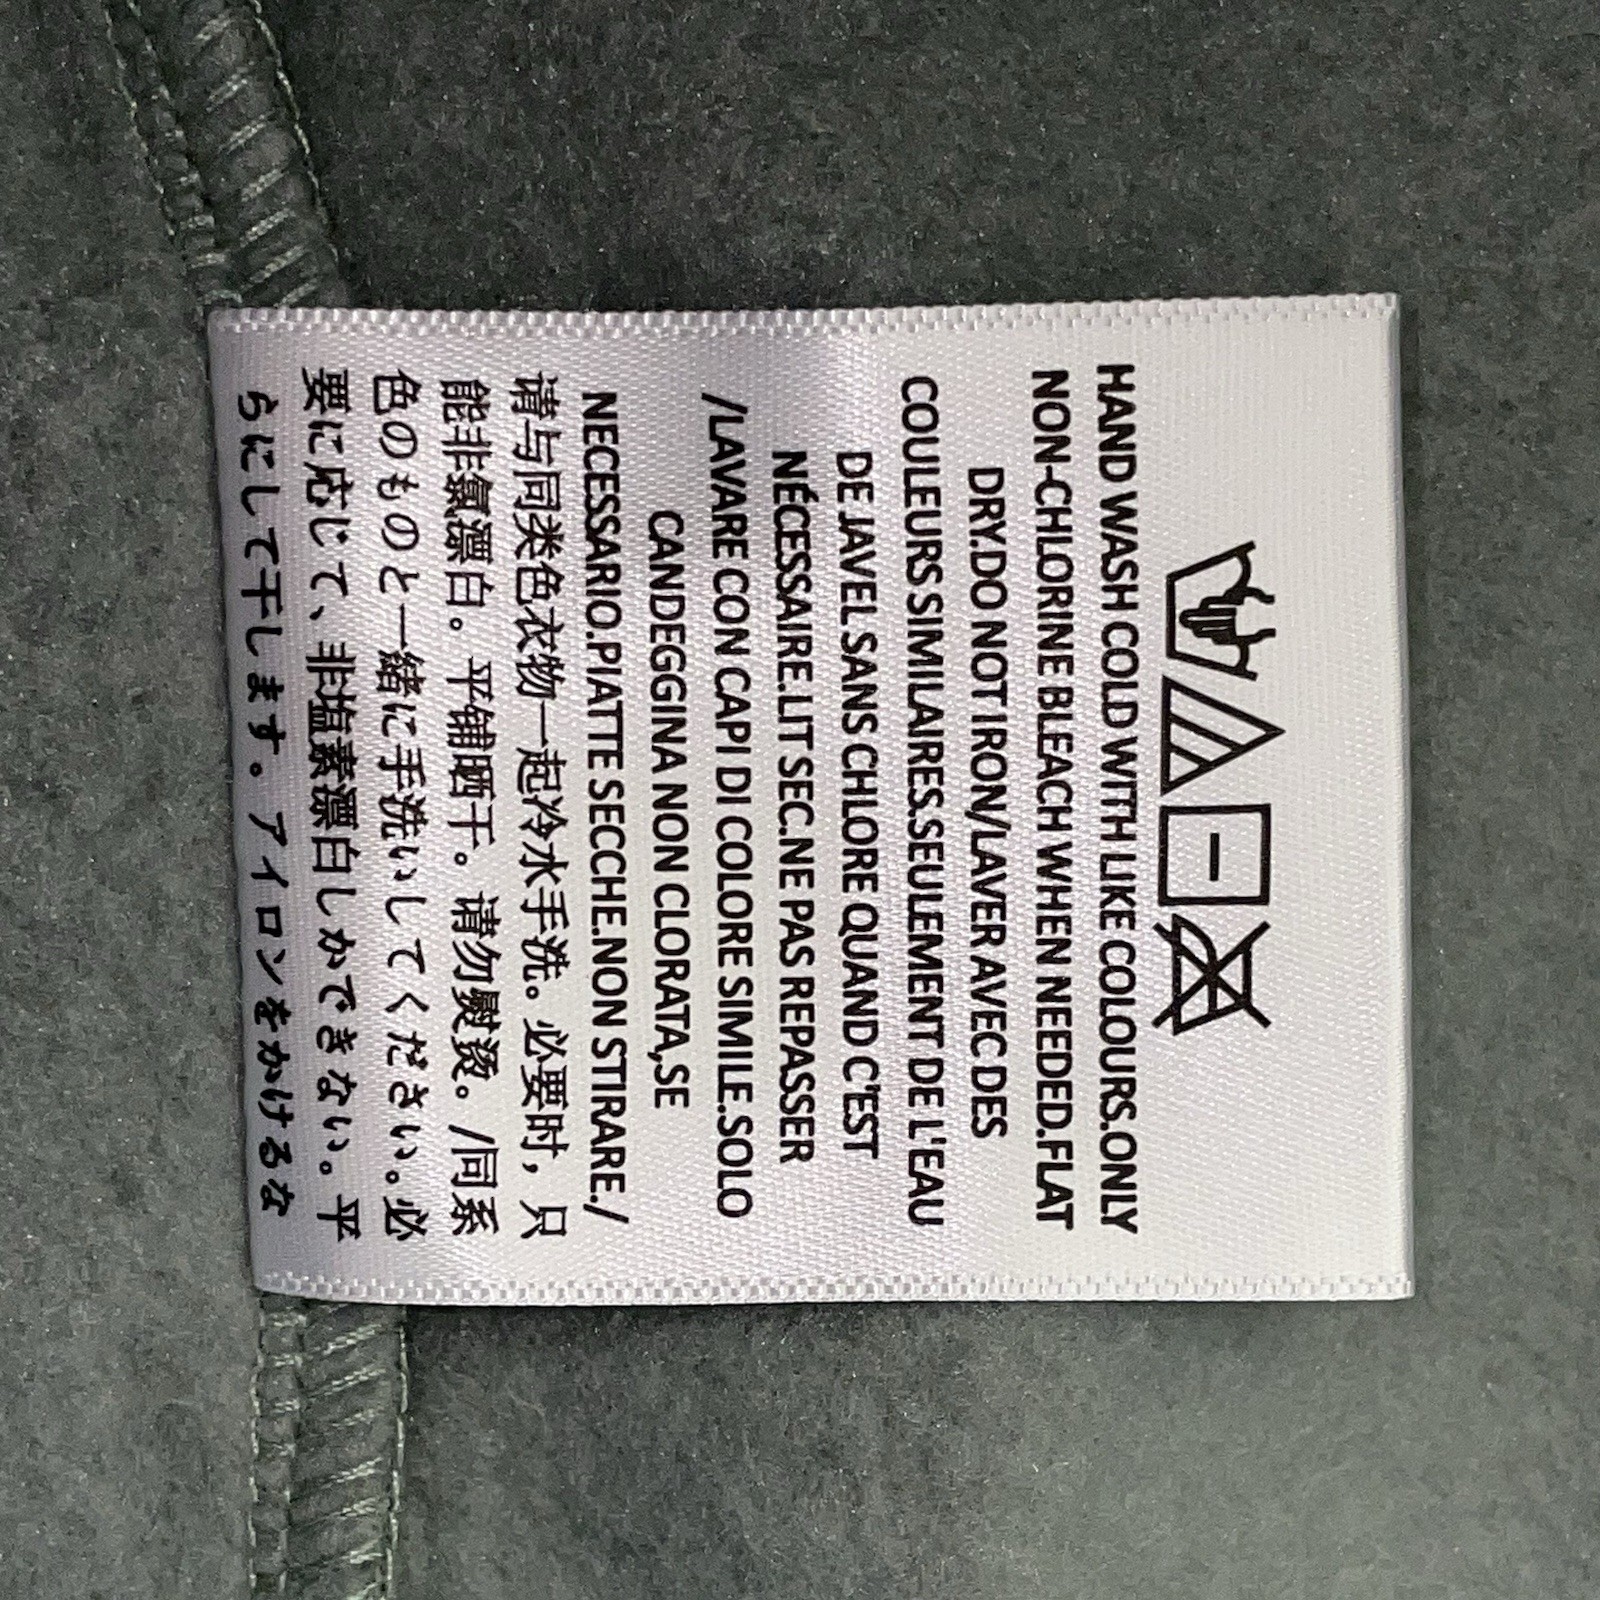 HAND WASH COLD WITH LIKE COLOURS.ONLY
NON-CHLORINE BLEACH WHEN NEEDED.FLAT
DRY.DO NOT IRON/LAVER AVEC DES
COULEURS SIMILAIRES.SEULEMENT DE L'EAU
DE JAVEL SANS CHLORE QUAND C'EST
NÉCESSAIRE.LIT SEC.NE PAS REPASSER
/LAVARE CON CAPI DI COLORE SIMILE.SOLO
CANDEGGINA NON CLORATA,SE
NECESSARIO.PIATTE SECCHE.NON STIRARE./
请与同类色衣物一起冷水手洗。必要时，只
能非氯漂白。平铺晒干。请勿熨烫。/同系
色のものと一緒に手洗いしてください。必
要に応じて、非塩素漂白しかできない。平
らにして干します。アイロンをかけるな